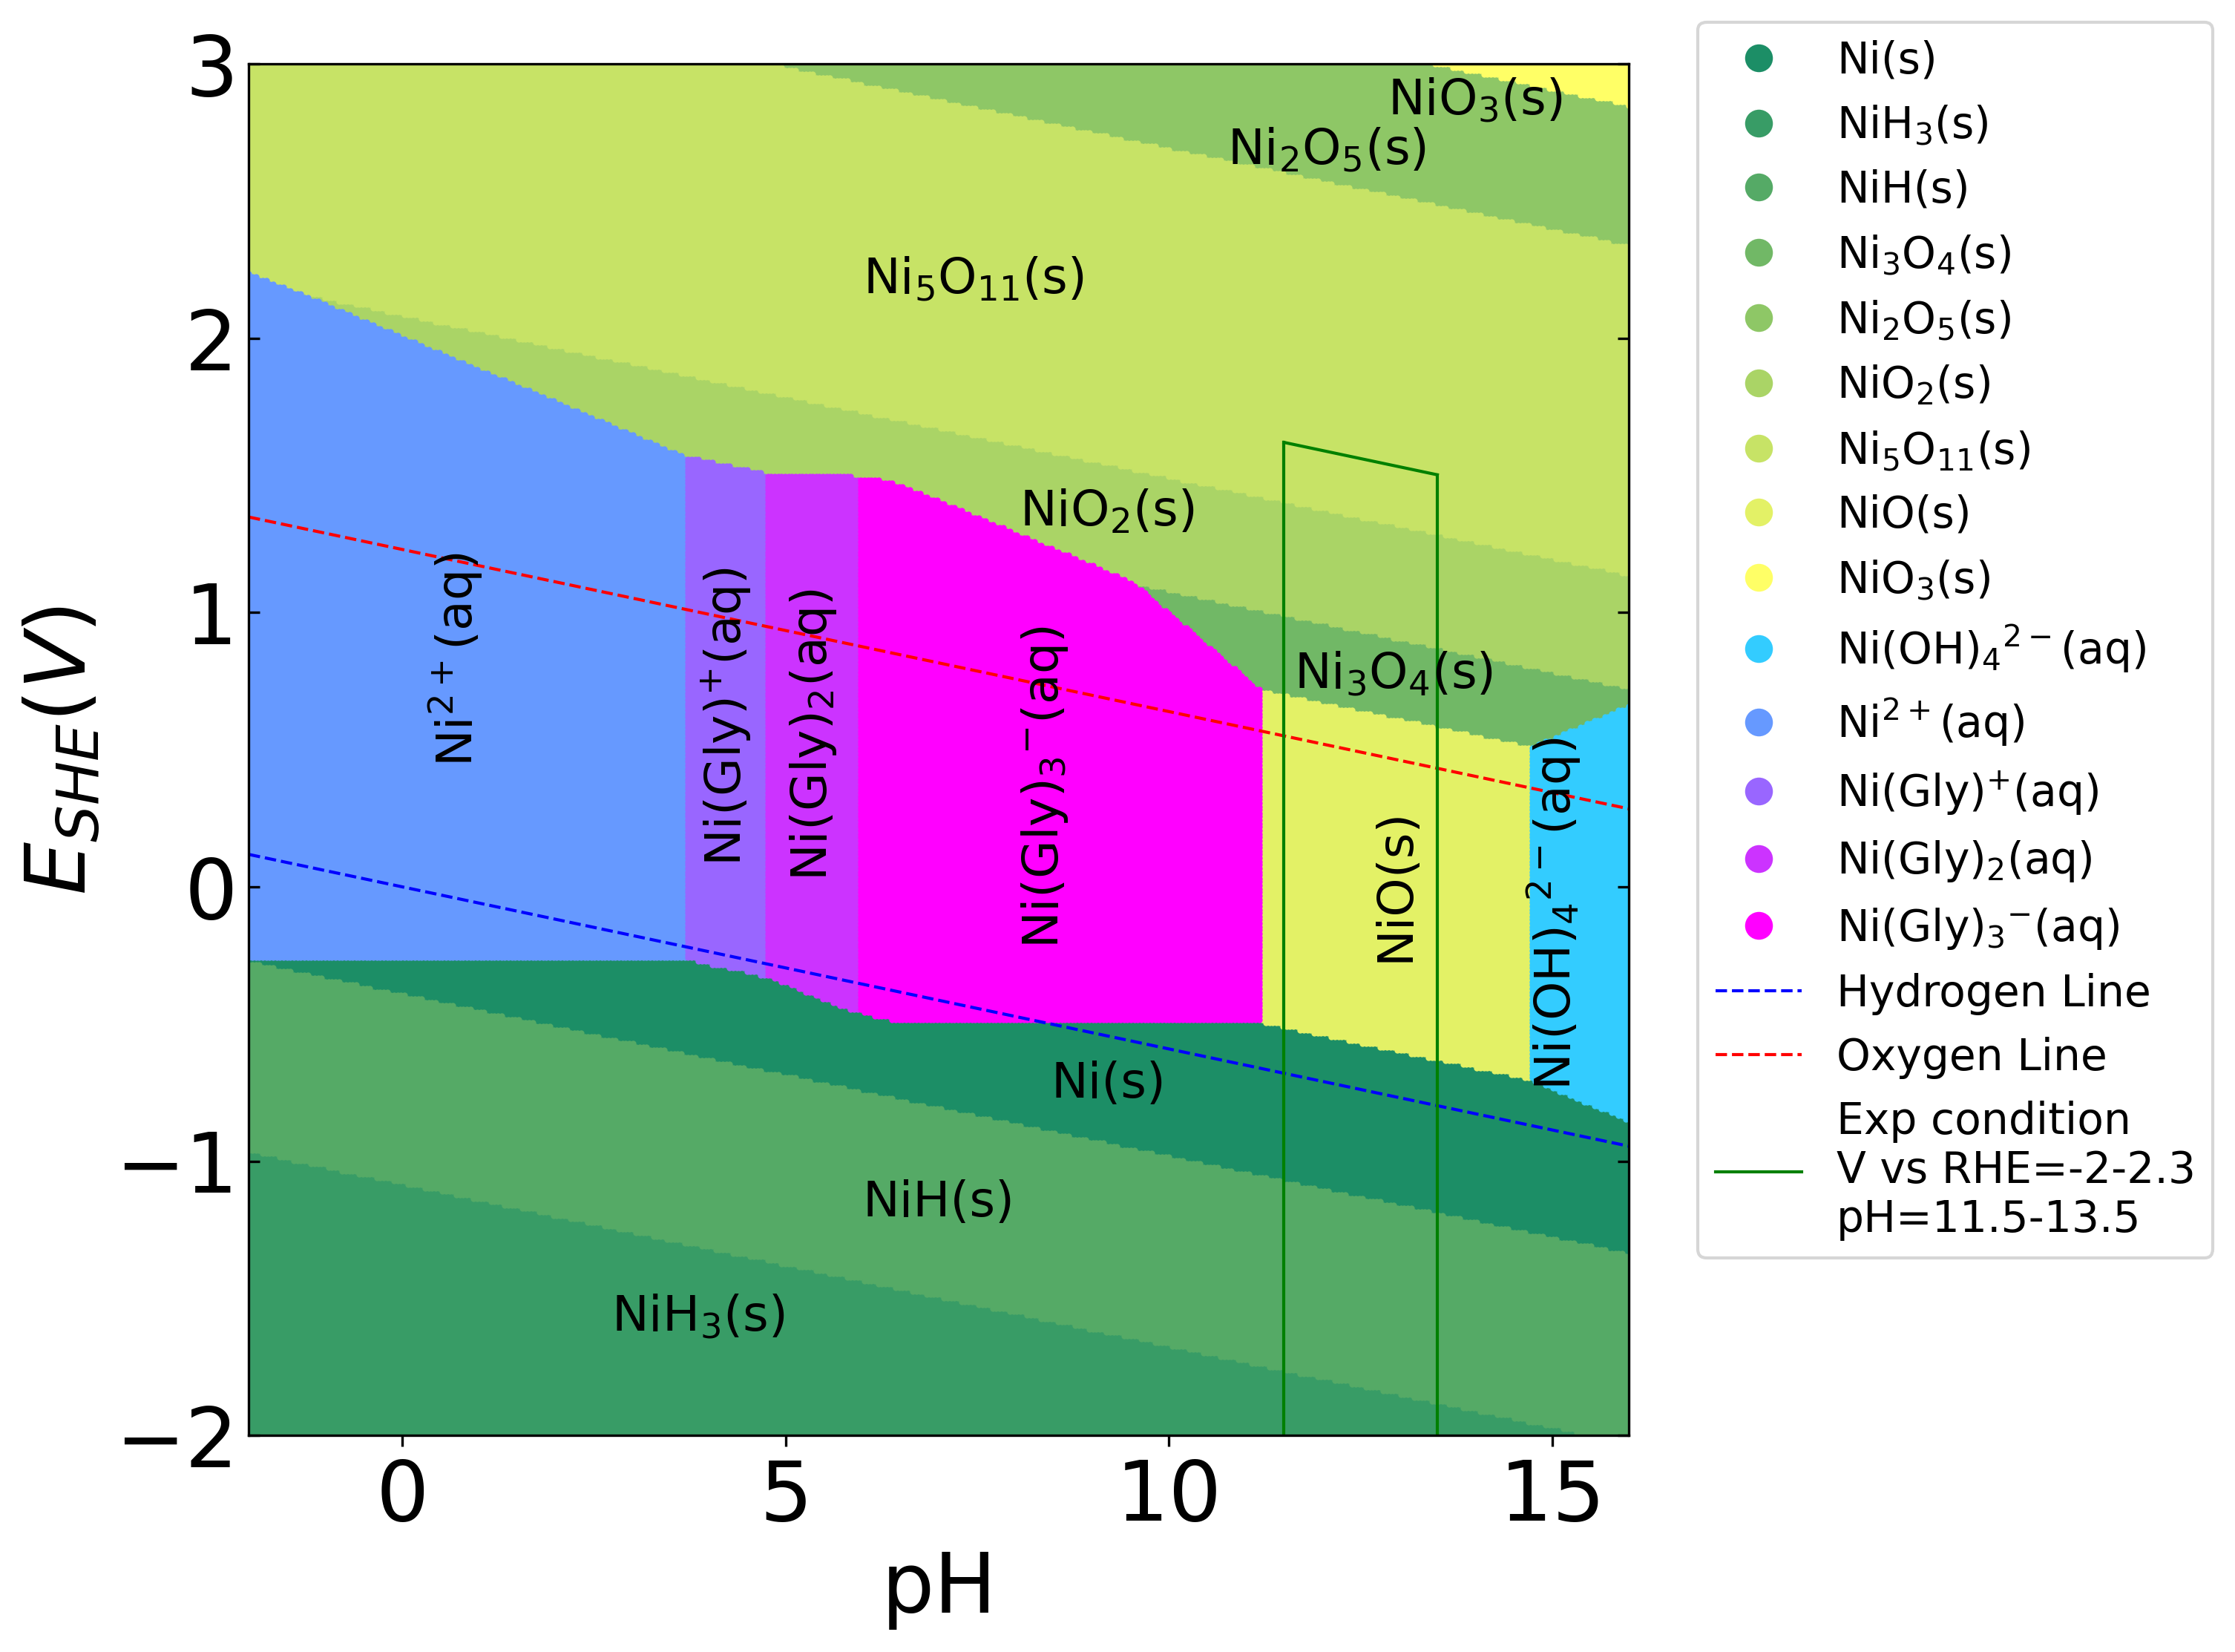 3
2
1
0
−1
−2
E_SHE(V)
0
5
10
15
pH
NiO₃(s)
Ni₂O₅(s)
Ni₅O₁₁(s)
NiO₂(s)
Ni₃O₄(s)
Ni²⁺(aq)
Ni(Gly)⁺(aq)
Ni(Gly)₂(aq)
Ni(Gly)₃⁻(aq)
NiO(s)
Ni(OH)₄²⁻(aq)
Ni(s)
NiH(s)
NiH₃(s)
Ni(s)
NiH₃(s)
NiH(s)
Ni₃O₄(s)
Ni₂O₅(s)
NiO₂(s)
Ni₅O₁₁(s)
NiO(s)
NiO₃(s)
Ni(OH)₄²⁻(aq)
Ni²⁺(aq)
Ni(Gly)⁺(aq)
Ni(Gly)₂(aq)
Ni(Gly)₃⁻(aq)
Hydrogen Line
Oxygen Line
Exp condition
V vs RHE=-2-2.3
pH=11.5-13.5